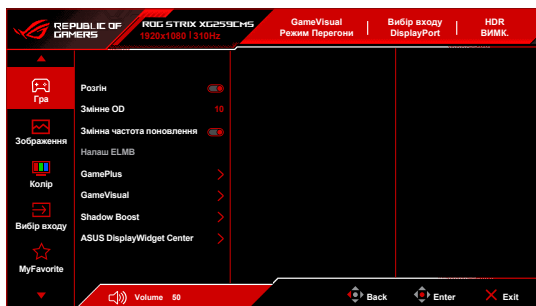 REPUBLIC OF
GAMERS
ROG STRIX XG259CMS
1920x1080 | 310Hz
GameVisual
Режим Перегони
Вибір входу
DisplayPort
HDR
ВИМК.
Гра
Зображення
Колір
Вибір входу
MyFavorite
Розгін
Змінне OD
10
Змінна частота поновлення
Налаш ELMB
GamePlus
GameVisual
Shadow Boost
ASUS DisplayWidget Center
Volume 50
Back
Enter
Exit